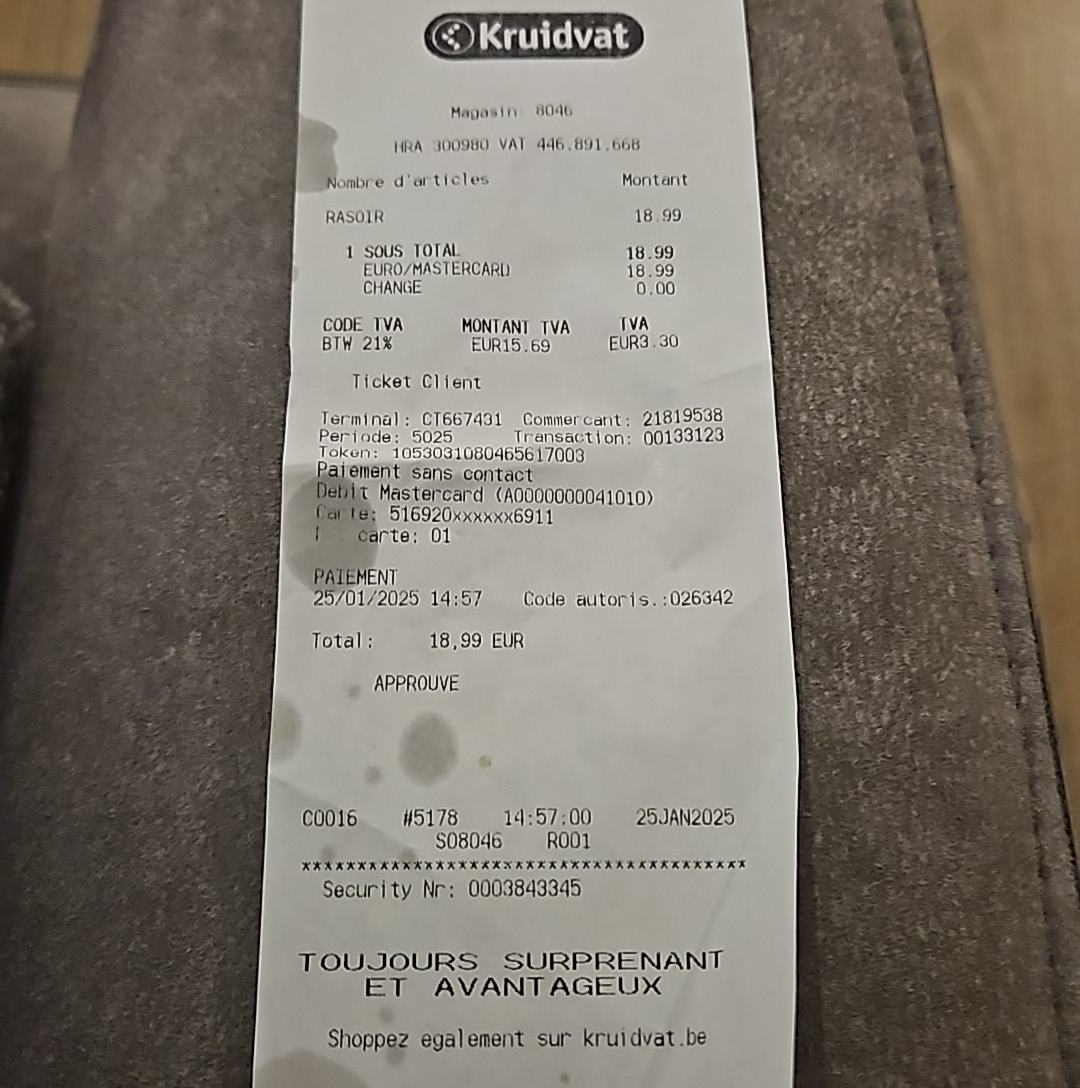 Kruidvat
Magasin: 8046
HRA 300980 VAT 446.891.668
Nombre d'articles Montant
RASOIR 18.99
1 SOUS TOTAL 18.99
EURO/MASTERCARD 18.99
CHANGE 0.00
CODE TVA MONTANT TVA TVA
BTW 21% EUR15.69 EUR3.30
Ticket Client
Terminal: CT667431 Commercant: 21819538
Periode: 5025 Transaction: 00133123
Token: 1053031080465617003
Paiement sans contact
Debit Mastercard (A0000000041010)
Carte: 516920xxxxxx6911
carte: 01
PAIEMENT
25/01/2025 14:57 Code autoris.:026342
Total: 18,99 EUR
APPROUVE
C0016 #5178 14:57:00 25JAN2025
S08046 R001
****************************************
Security Nr: 0003843345
TOUJOURS SURPRENANT
ET AVANTAGEUX
Shoppez egalement sur kruidvat.be